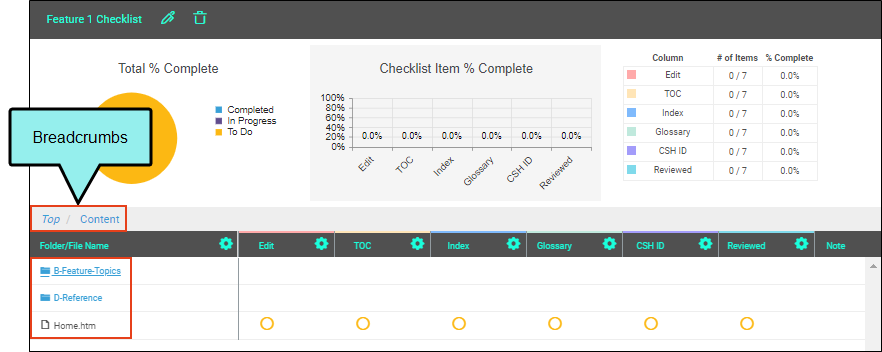 Feature 1 Checklist
Total % Complete
Completed
In Progress
To Do
Checklist Item % Complete
100%
80%
60%
40%
20%
0%
0.0% 0.0% 0.0% 0.0% 0.0% 0.0%
Edit TOC Index Glossary CSH ID Reviewed
Column # of Items % Complete
Edit 0 / 7 0.0%
TOC 0 / 7 0.0%
Index 0 / 7 0.0%
Glossary 0 / 7 0.0%
CSH ID 0 / 7 0.0%
Reviewed 0 / 7 0.0%
Breadcrumbs
Top / Content
Folder/File Name Edit TOC Index Glossary CSH ID Reviewed Note
B-Feature-Topics
D-Reference
Home.htm